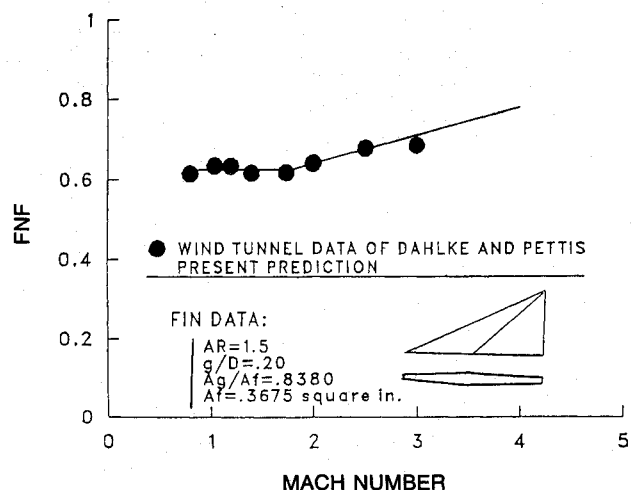 1
0.8
0.6
0.4
0.2
0
FNF
WIND TUNNEL DATA OF DAHLKE AND PETTIS
PRESENT PREDICTION
FIN DATA:
AR=1.5
g/D=.20
Ag/Af=.8380
Af=.3675 square in.
0 1 2 3 4 5
MACH NUMBER